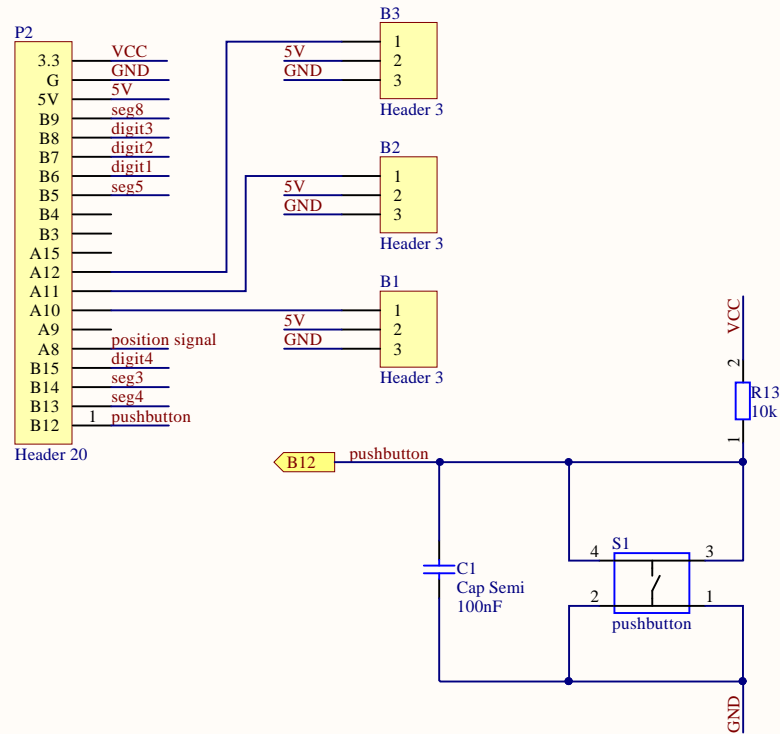 P2
3.3 VCC
G GND
5V 5V
B9 seg8
B8 digit3
B7 digit2
B6 digit1
B5 seg5
B4
B3
A15
A12
A11
A10
A9
A8 position signal
B15 digit4
B14 seg3
B13 seg4
B12 1 pushbutton
Header 20
B3
1
5V 2
GND 3
Header 3
B2
1
5V 2
GND 3
Header 3
B1
1
5V 2
GND 3
Header 3
VCC
2
R13
10k
1
B12 pushbutton
C1
Cap Semi
100nF
S1
4 3
2 1
pushbutton
GND